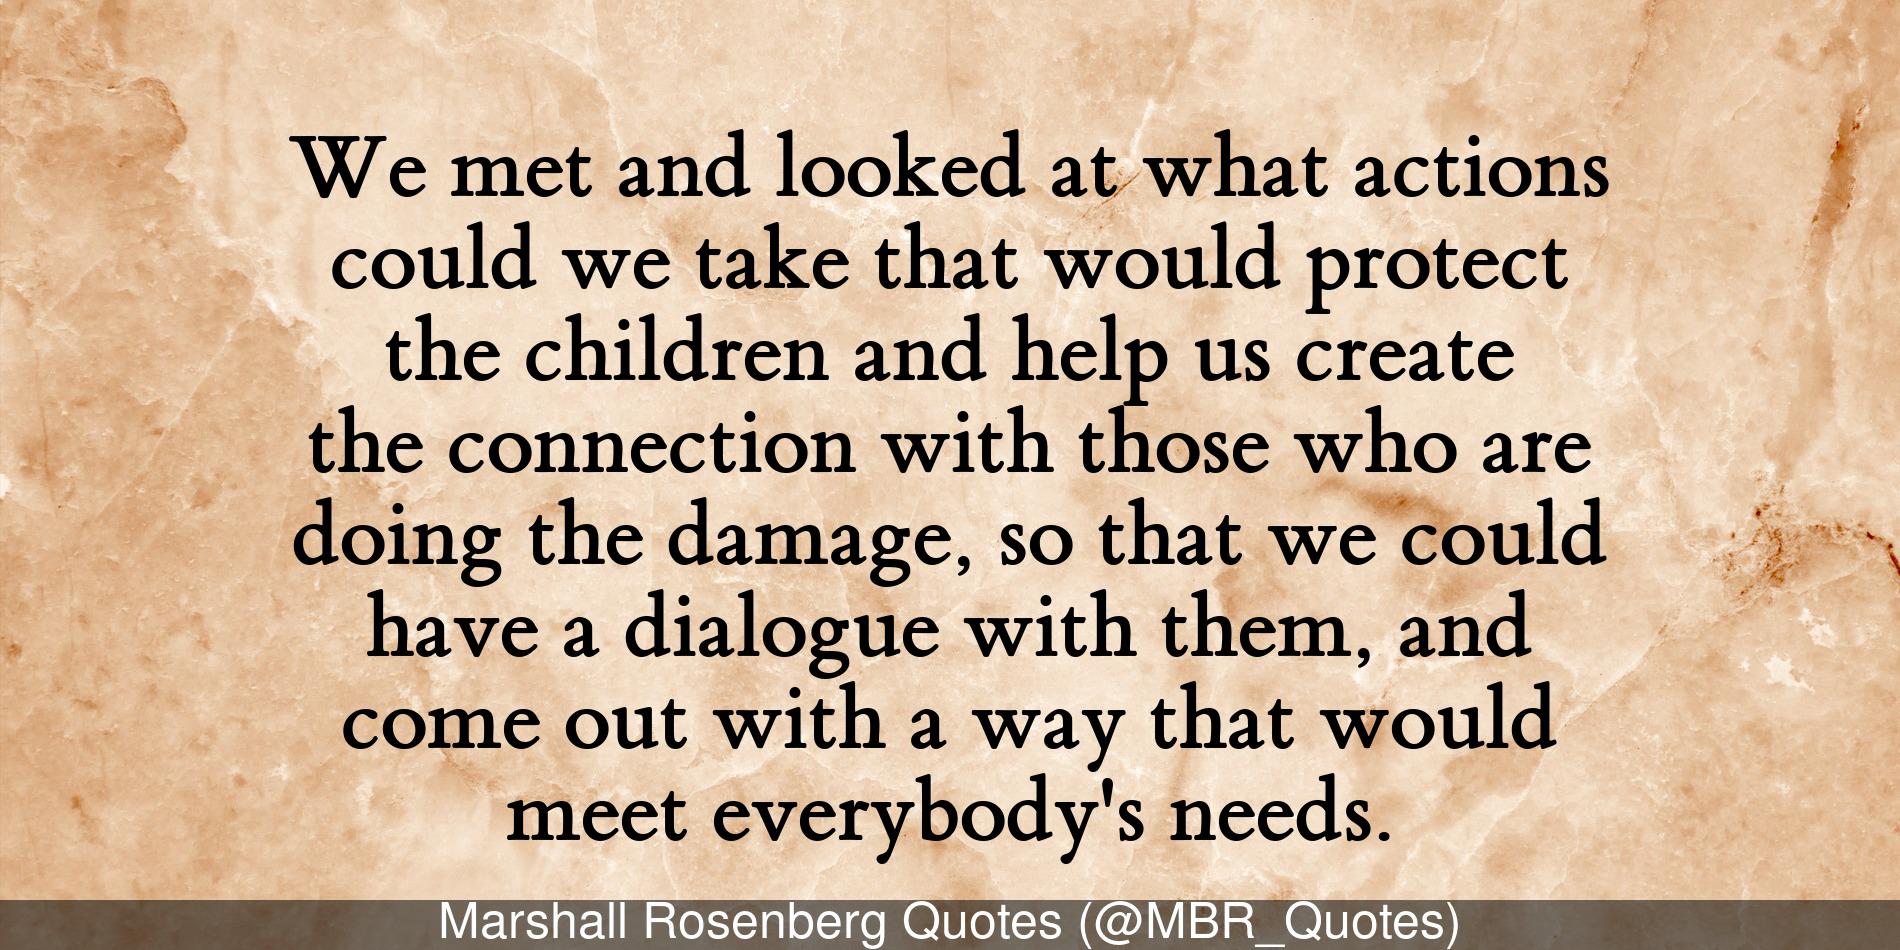 We met and looked at what actions
could we take that would protect
the children and help us create
the connection with those who are
doing the damage, so that we could
have a dialogue with them, and
come out with a way that would
meet everybody's needs.
Marshall Rosenberg Quotes (@MBR_Quotes)